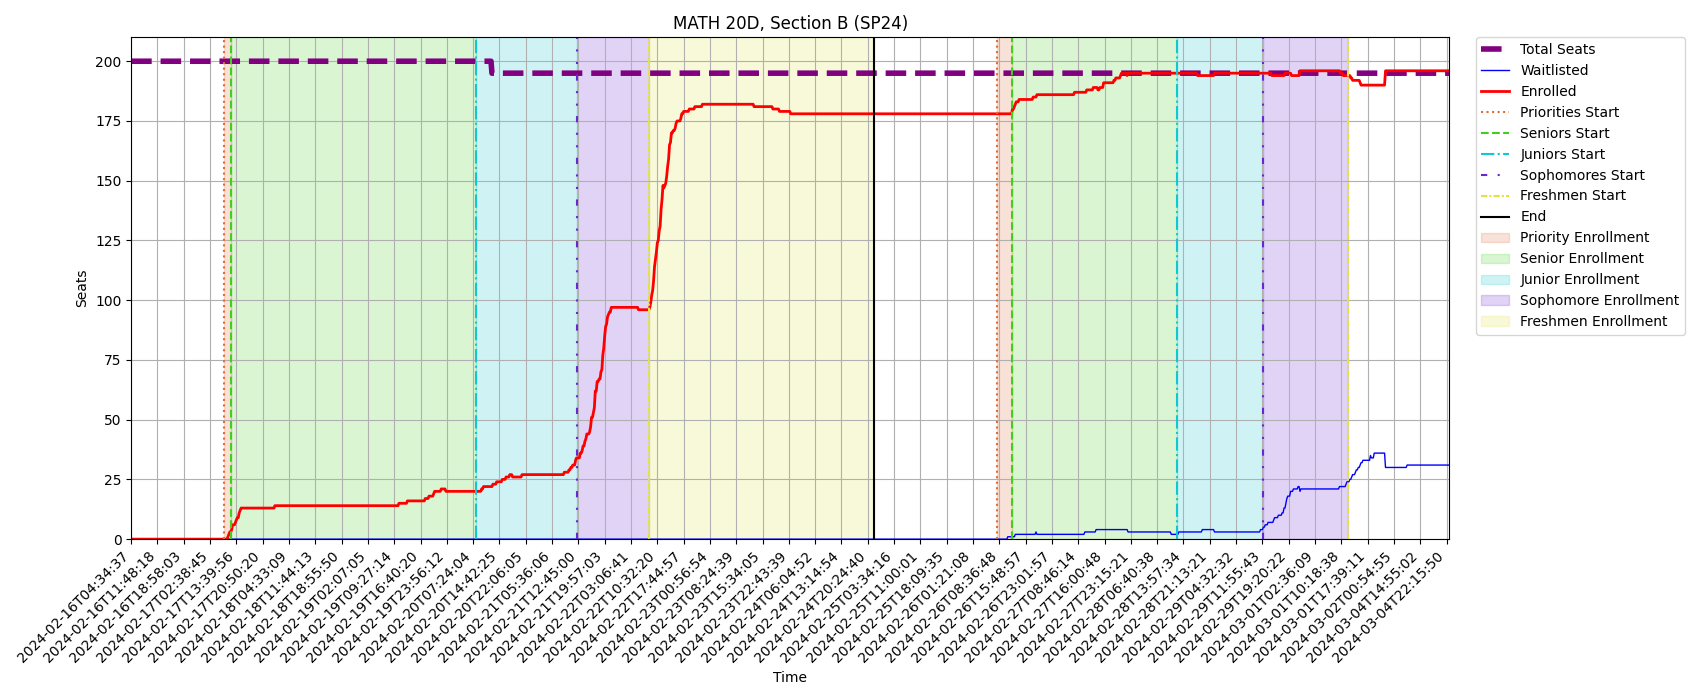 MATH 20D, Section B (SP24)
Seats
200
175
150
125
100
75
50
25
0
2024-02-16T04:34:37
2024-02-16T11:48:18
2024-02-16T18:58:03
2024-02-17T02:38:45
2024-02-17T13:39:56
2024-02-17T20:50:20
2024-02-18T04:33:09
2024-02-18T11:44:13
2024-02-18T18:55:50
2024-02-19T02:07:05
2024-02-19T09:27:14
2024-02-19T16:40:20
2024-02-19T23:56:12
2024-02-20T07:24:04
2024-02-20T14:42:25
2024-02-20T22:06:05
2024-02-21T05:36:06
2024-02-21T12:45:00
2024-02-21T19:57:03
2024-02-22T03:06:41
2024-02-22T10:32:20
2024-02-22T17:44:57
2024-02-23T00:56:54
2024-02-23T08:24:39
2024-02-23T15:34:05
2024-02-23T22:43:39
2024-02-24T06:04:52
2024-02-24T13:14:54
2024-02-24T20:24:40
2024-02-25T03:34:16
2024-02-25T11:00:01
2024-02-25T18:09:35
2024-02-26T01:21:08
2024-02-26T08:36:48
2024-02-26T15:48:57
2024-02-26T23:01:57
2024-02-27T08:46:14
2024-02-27T16:00:48
2024-02-27T23:15:21
2024-02-28T06:40:38
2024-02-28T13:57:34
2024-02-28T21:13:21
2024-02-29T04:32:32
2024-02-29T11:55:43
2024-02-29T19:20:22
2024-03-01T02:36:09
2024-03-01T10:18:38
2024-03-01T17:39:11
2024-03-02T00:54:55
2024-03-04T14:55:02
2024-03-04T22:15:50
Time
Total Seats
Waitlisted
Enrolled
Priorities Start
Seniors Start
Juniors Start
Sophomores Start
Freshmen Start
End
Priority Enrollment
Senior Enrollment
Junior Enrollment
Sophomore Enrollment
Freshmen Enrollment